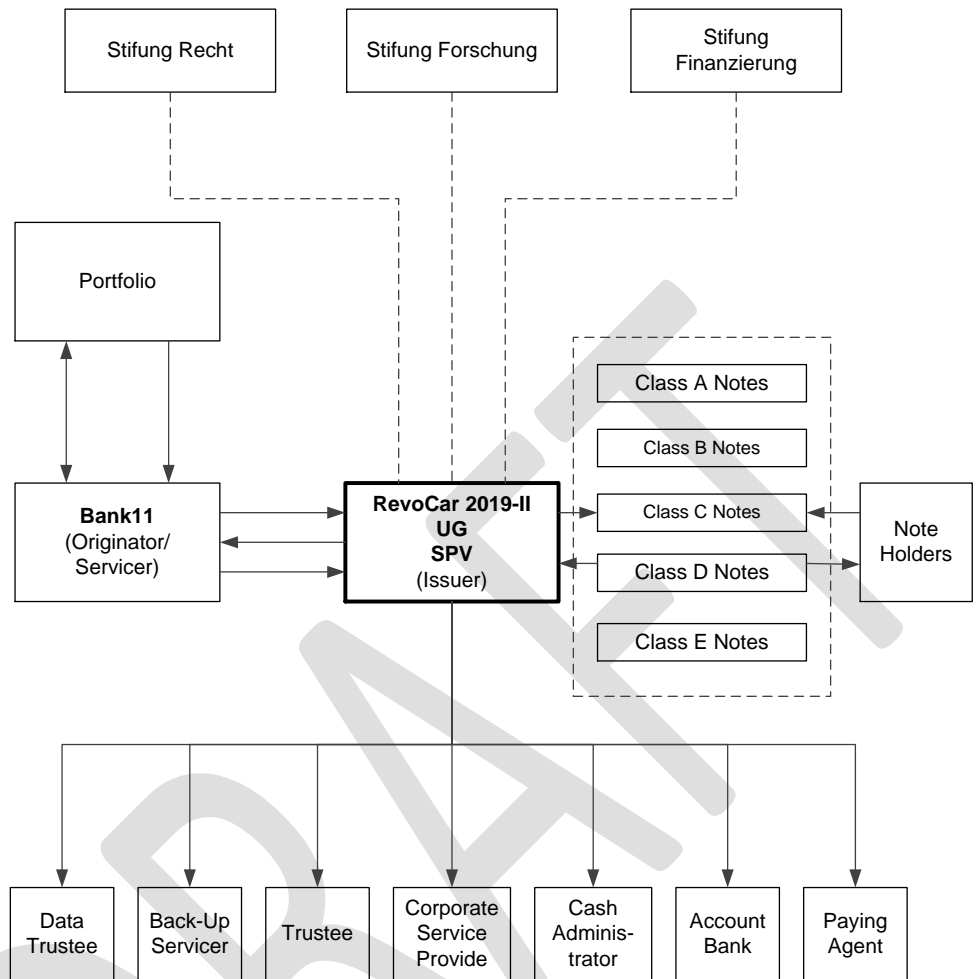 Stifung Recht
Stifung Forschung
Stifung
Finanzierung
Portfolio
Bank11
(Originator/
Servicer)
RevoCar 2019-II
UG
SPV
(Issuer)
Class A Notes
Class B Notes
Class C Notes
Class D Notes
Class E Notes
Note
Holders
Data
Trustee
Back-Up
Servicer
Trustee
Corporate
Service
Provide
Cash
Adminis-
trator
Account
Bank
Paying
Agent
DRAFT